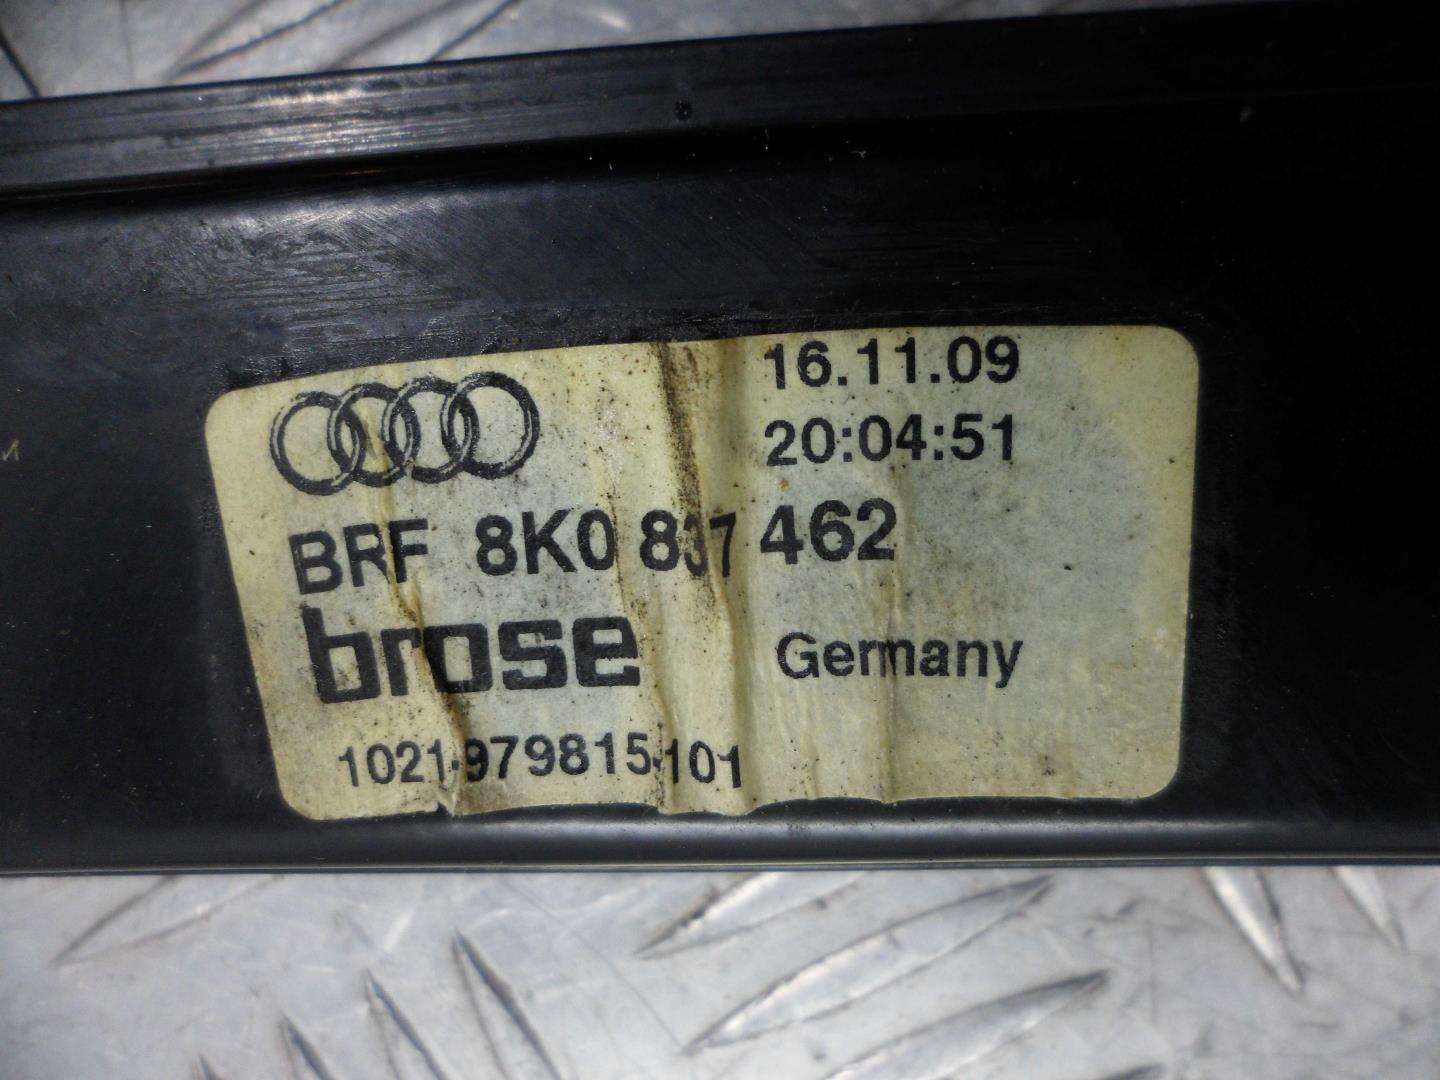 16.11.09
20:04:51
BRF 8K0 837 462
brose Germany
1021-979815-101